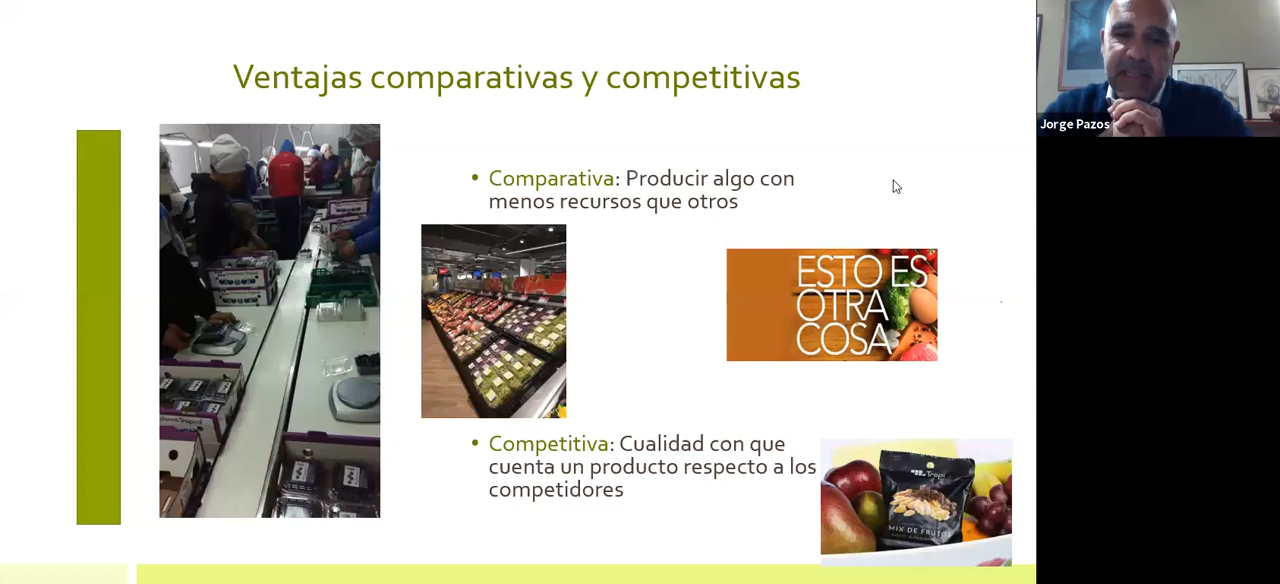 Ventajas comparativas y competitivas
Jorge Pazos
• Comparativa: Producir algo con
menos recursos que otros
ESTO ES
OTRA
COSA
• Competitiva: Cualidad con que
cuenta un producto respecto a los
competidores
MIX DE FRUTOS